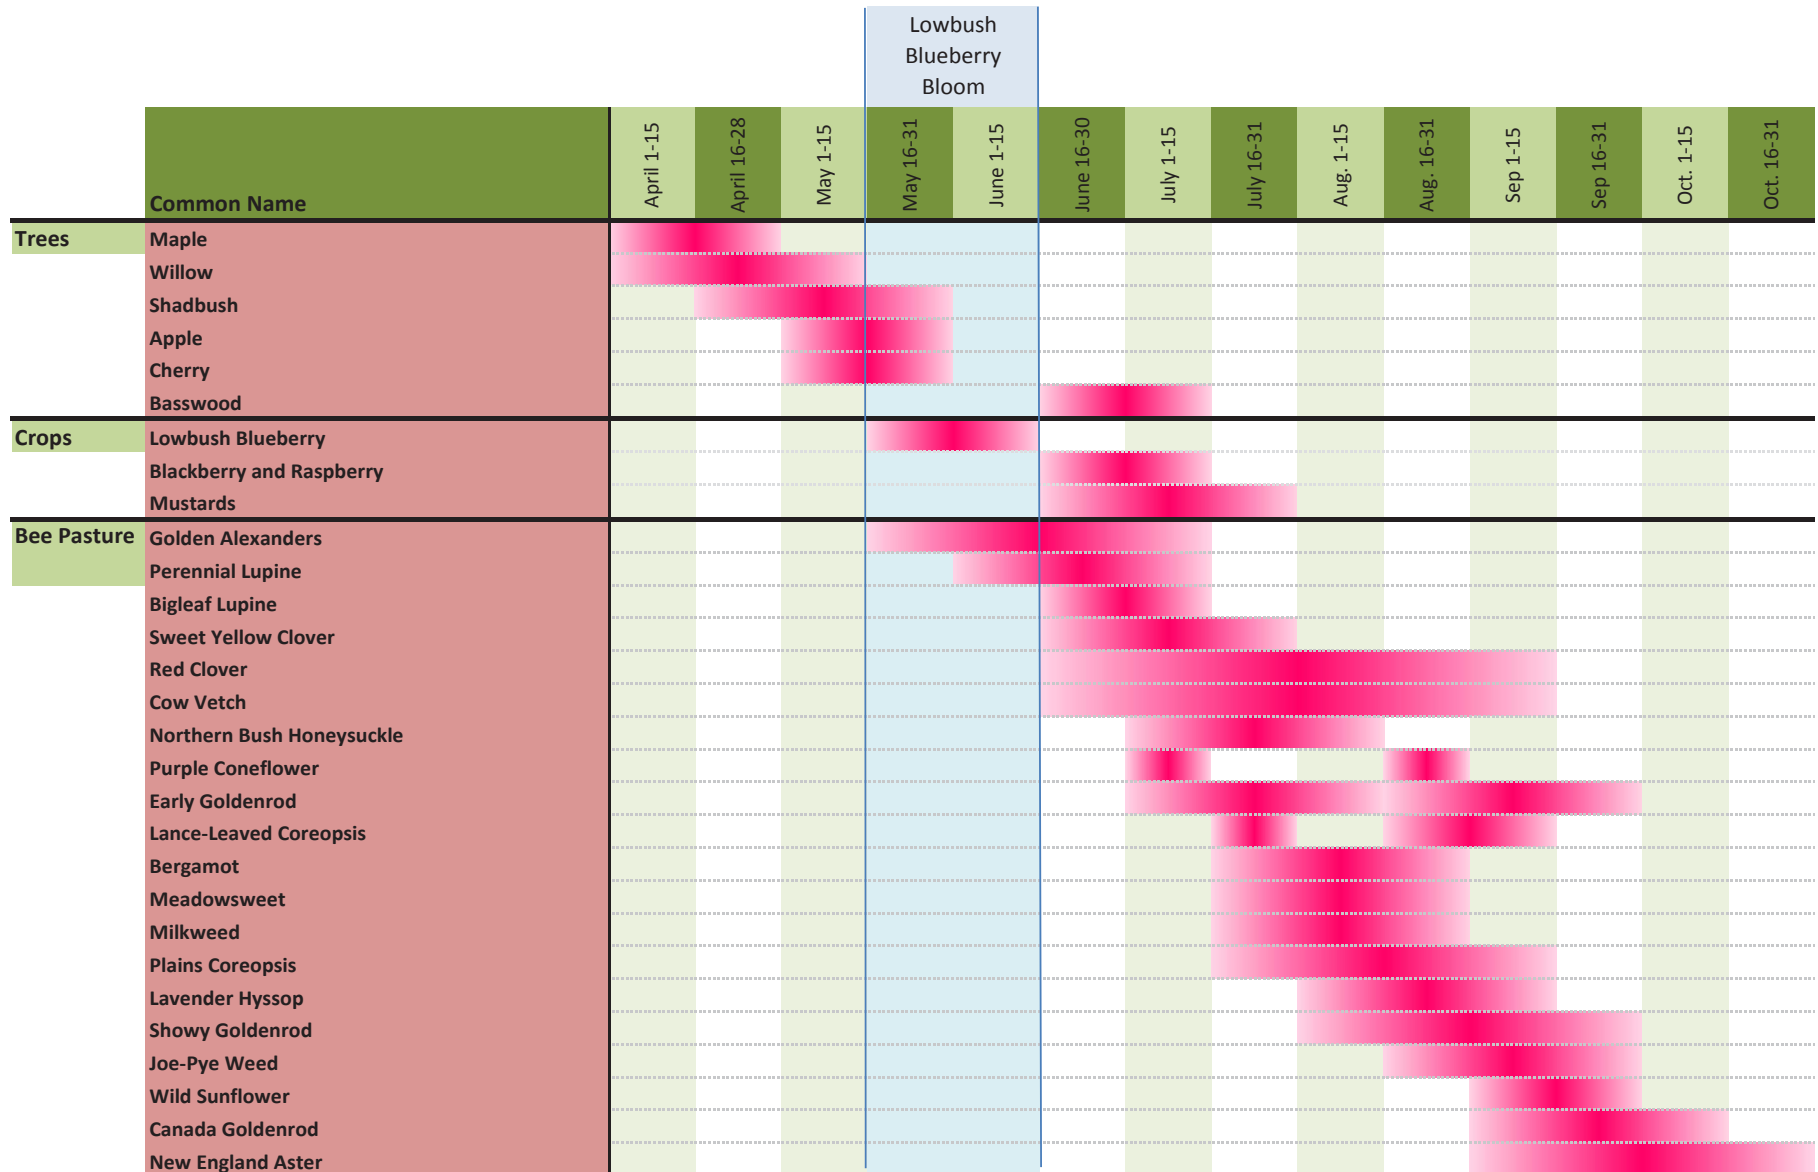 Lowbush
Blueberry
Bloom
Common Name
April 1-15
April 16-28
May 1-15
May 16-31
June 1-15
June 16-30
July 1-15
July 16-31
Aug. 1-15
Aug. 16-31
Sep 1-15
Sep 16-31
Oct. 1-15
Oct. 16-31
Trees
Maple
Willow
Shadbush
Apple
Cherry
Basswood
Crops
Lowbush Blueberry
Blackberry and Raspberry
Mustards
Bee Pasture
Golden Alexanders
Perennial Lupine
Bigleaf Lupine
Sweet Yellow Clover
Red Clover
Cow Vetch
Northern Bush Honeysuckle
Purple Coneflower
Early Goldenrod
Lance-Leaved Coreopsis
Bergamot
Meadowsweet
Milkweed
Plains Coreopsis
Lavender Hyssop
Showy Goldenrod
Joe-Pye Weed
Wild Sunflower
Canada Goldenrod
New England Aster